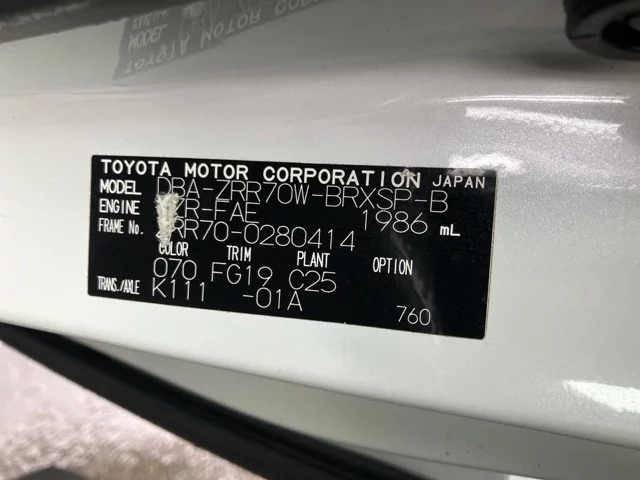 TOYOTA MOTOR CORPORATION JAPAN
MODEL DBA-ZRR70W-BRXSP-B
ENGINE ZR-FAE 1986 mL
FRAME No. ZRR70-0280414
COLOR TRIM PLANT OPTION
070 FG19 C25
TRANS./AXLE K111 -01A
760